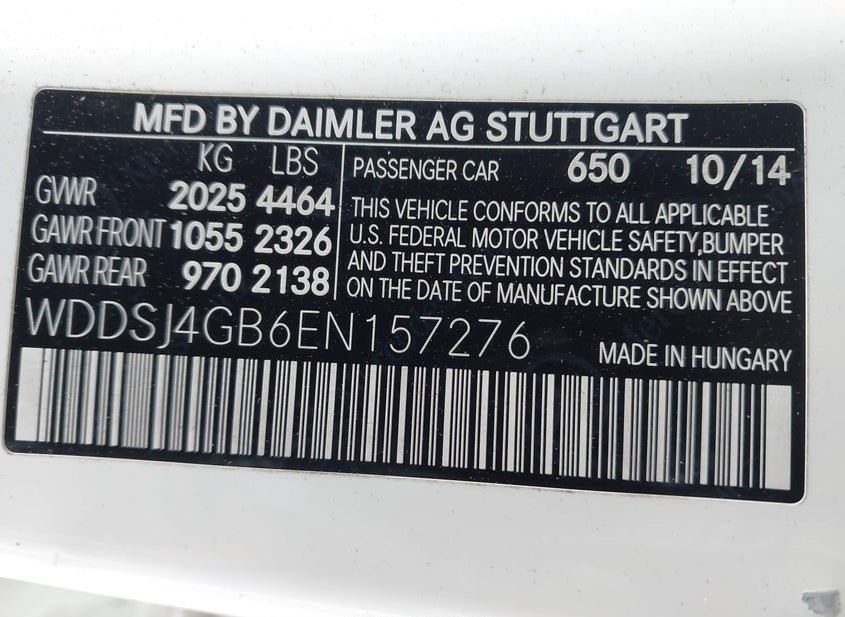 MFD BY DAIMLER AG STUTTGART
KG LBS
GVWR 2025 4464
GAWR FRONT 1055 2326
GAWR REAR 970 2138
PASSENGER CAR 650 10/14
THIS VEHICLE CONFORMS TO ALL APPLICABLE
U.S. FEDERAL MOTOR VEHICLE SAFETY,BUMPER
AND THEFT PREVENTION STANDARDS IN EFFECT
ON THE DATE OF MANUFACTURE SHOWN ABOVE
WDDSJ4GB6EN157276
MADE IN HUNGARY